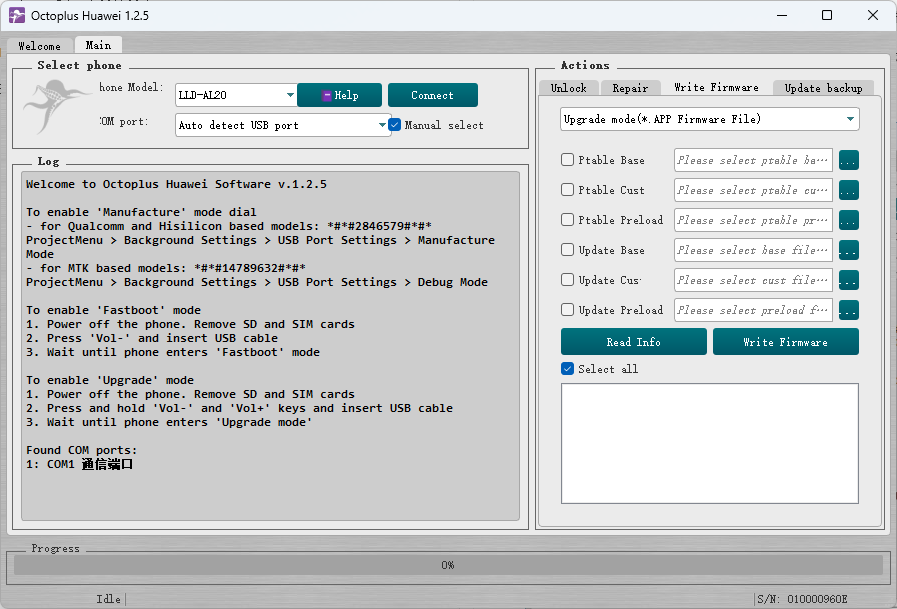 Octoplus Huawei 1.2.5
Welcome
Main
Select phone
hone Model:
LLD-AL20
Help
Connect
OM port:
Auto detect USB port
Manual select
Log
Welcome to Octoplus Huawei Software v.1.2.5
To enable 'Manufacture' mode dial
- for Qualcomm and Hisilicon based models: *#*#2846579#*#*
ProjectMenu > Background Settings > USB Port Settings > Manufacture
Mode
- for MTK based models: *#*#14789632#*#*
ProjectMenu > Background Settings > USB Port Settings > Debug Mode
To enable 'Fastboot' mode
1. Power off the phone. Remove SD and SIM cards
2. Press 'Vol-' and insert USB cable
3. Wait until phone enters 'Fastboot' mode
To enable 'Upgrade' mode
1. Power off the phone. Remove SD and SIM cards
2. Press and hold 'Vol-' and 'Vol+' keys and insert USB cable
3. Wait until phone enters 'Upgrade mode'
Found COM ports:
1: COM1 通信端口
Actions
Unlock
Repair
Write Firmware
Update backup
Upgrade mode(*.APP Firmware File)
Ptable Base
Please select ptable ba···
...
Ptable Cust
Please select ptable cu···
...
Ptable Preload
Please select ptable pr···
...
Update Base
Please select base file···
...
Update Cus
Please select cust file···
...
Update Preload
Please select preload f···
...
Read Info
Write Firmware
Select all
Progress
0%
Idle
S/N: 010000960E